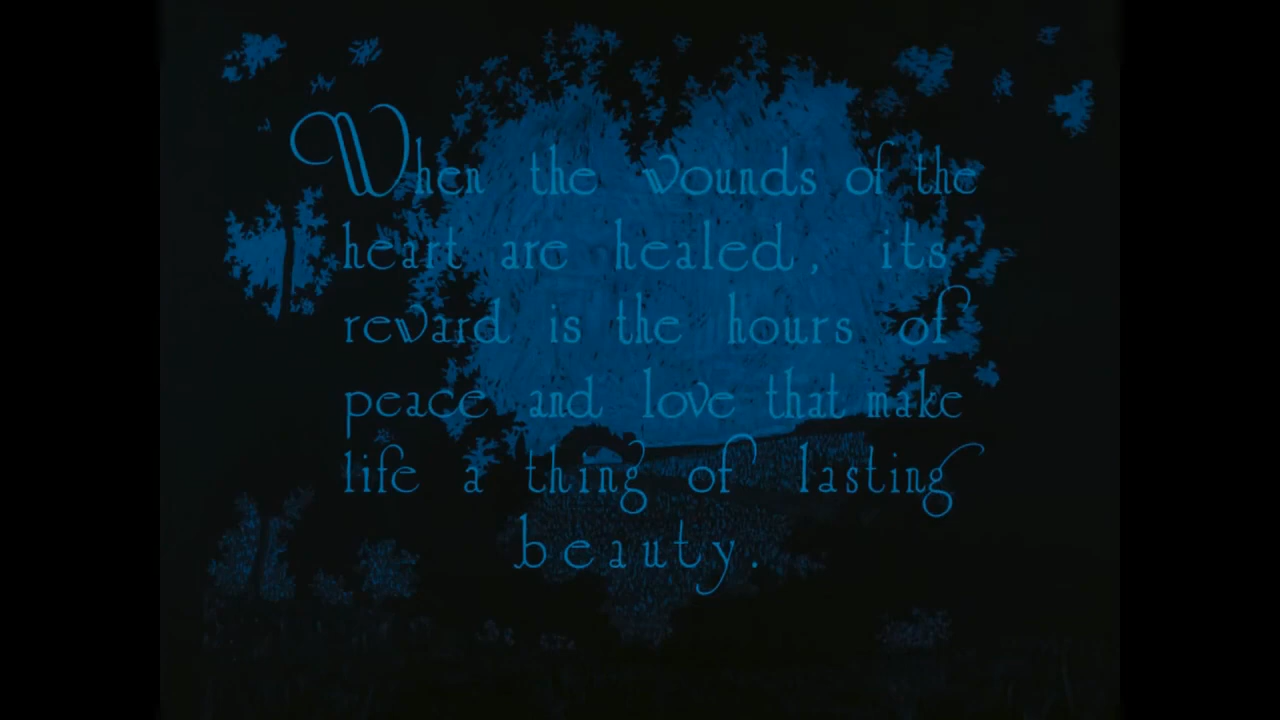 When the wounds of the
heart are healed, its
reward is the hours of
peace and love that make
life a thing of lasting
beauty.